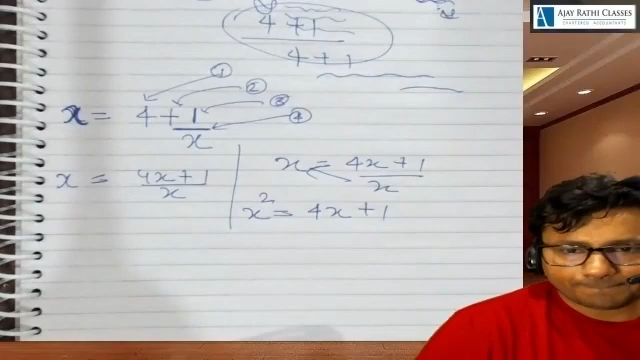 AJAY RATHI CLASSES
CHARTERED ACCOUNTANTS
4 + 1
4 + 1
① ② ③ ④
x = 4 + 1
x
x = 4x + 1
x
x = 4x + 1
x
x² = 4x + 1